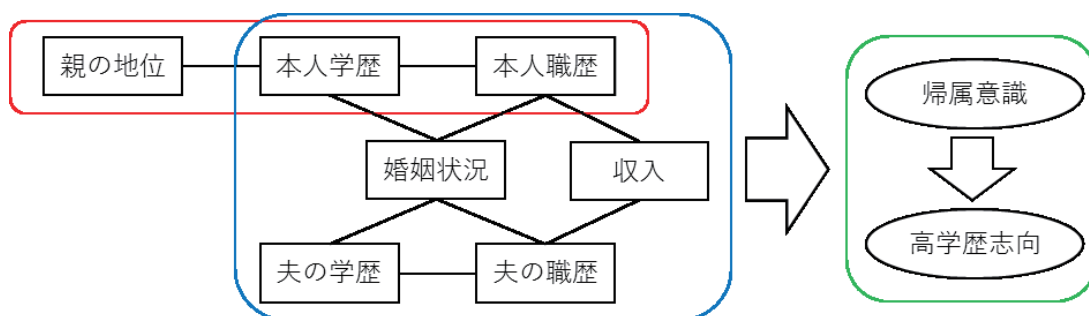 親の地位
本人学歴
本人職歴
婚姻状況
収入
夫の学歴
夫の職歴
帰属意識
高学歴志向